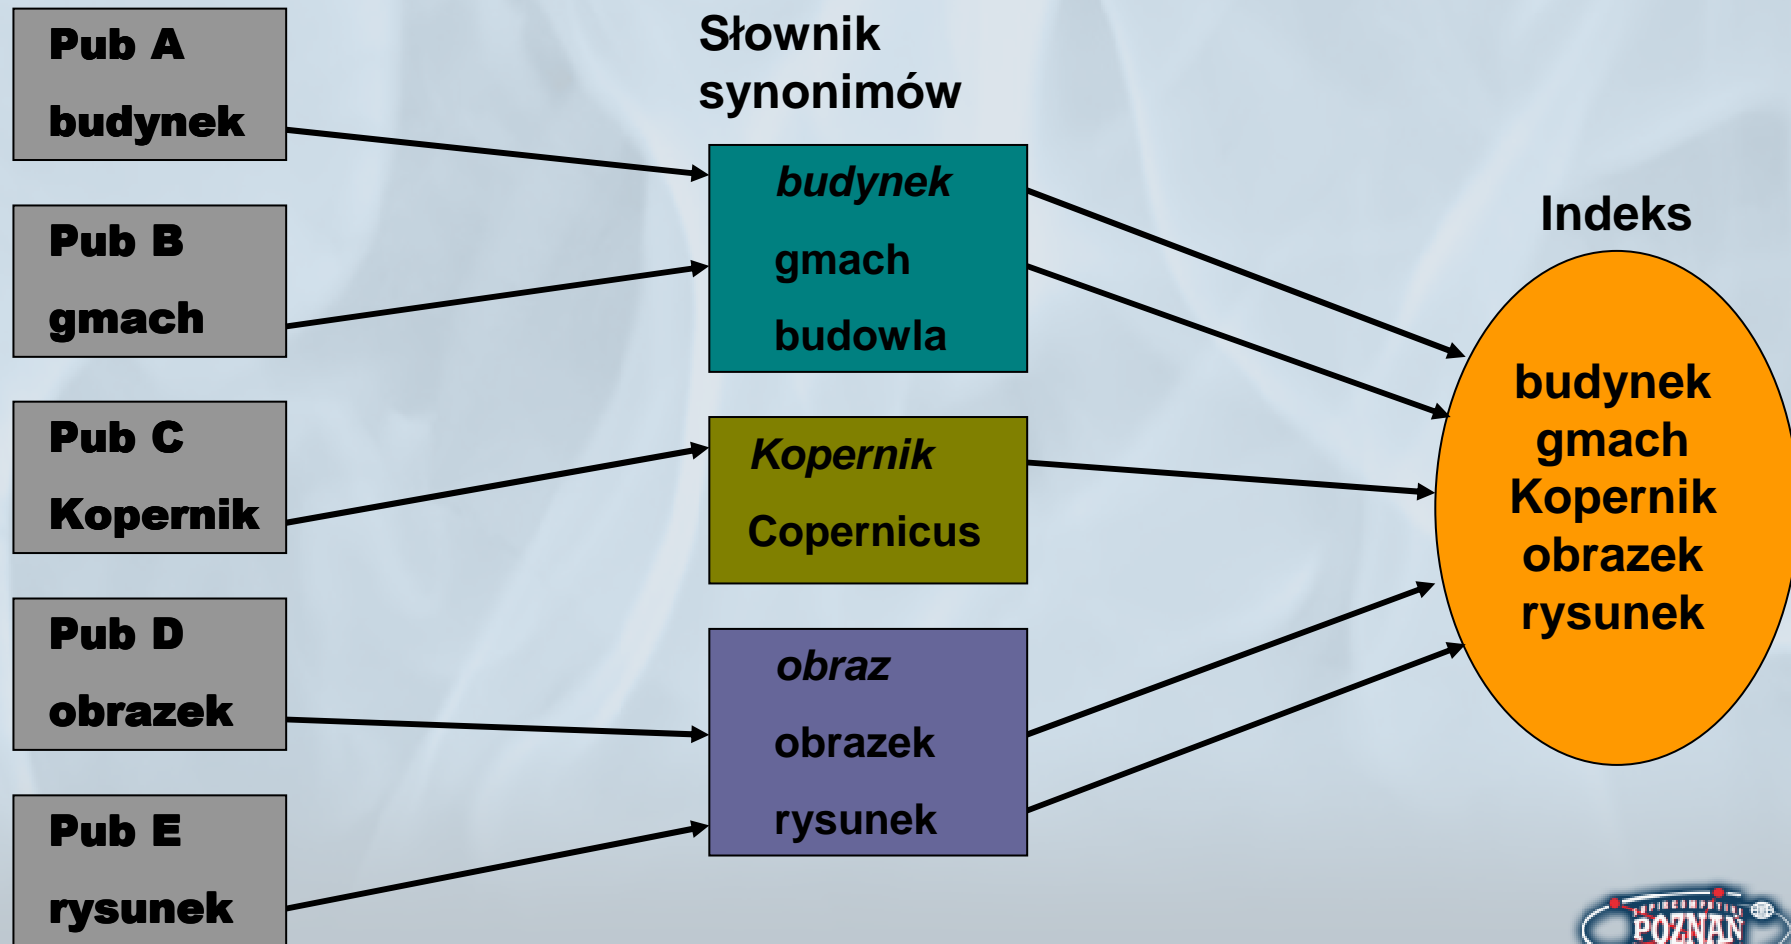 Pub A
budynek
Pub B
gmach
Pub C
Kopernik
Pub D
obrazek
Pub E
rysunek
Słownik
synonimów
budynek
gmach
budowla
Kopernik
Copernicus
obraz
obrazek
rysunek
Indeks
budynek
gmach
Kopernik
obrazek
rysunek
POZNAŃ